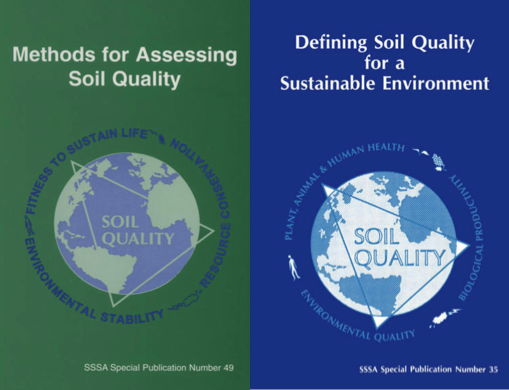 Methods for Assessing
Soil Quality
FITNESS TO SUSTAIN LIFE
RESOURCE CONSERVATION
ENVIRONMENTAL STABILITY
SOIL
QUALITY
SSSA Special Publication Number 49
Defining Soil Quality
for a
Sustainable Environment
PLANT, ANIMAL & HUMAN HEALTH
BIOLOGICAL PRODUCTIVITY
ENVIRONMENTAL QUALITY
SOIL
QUALITY
SSSA Special Publication Number 35